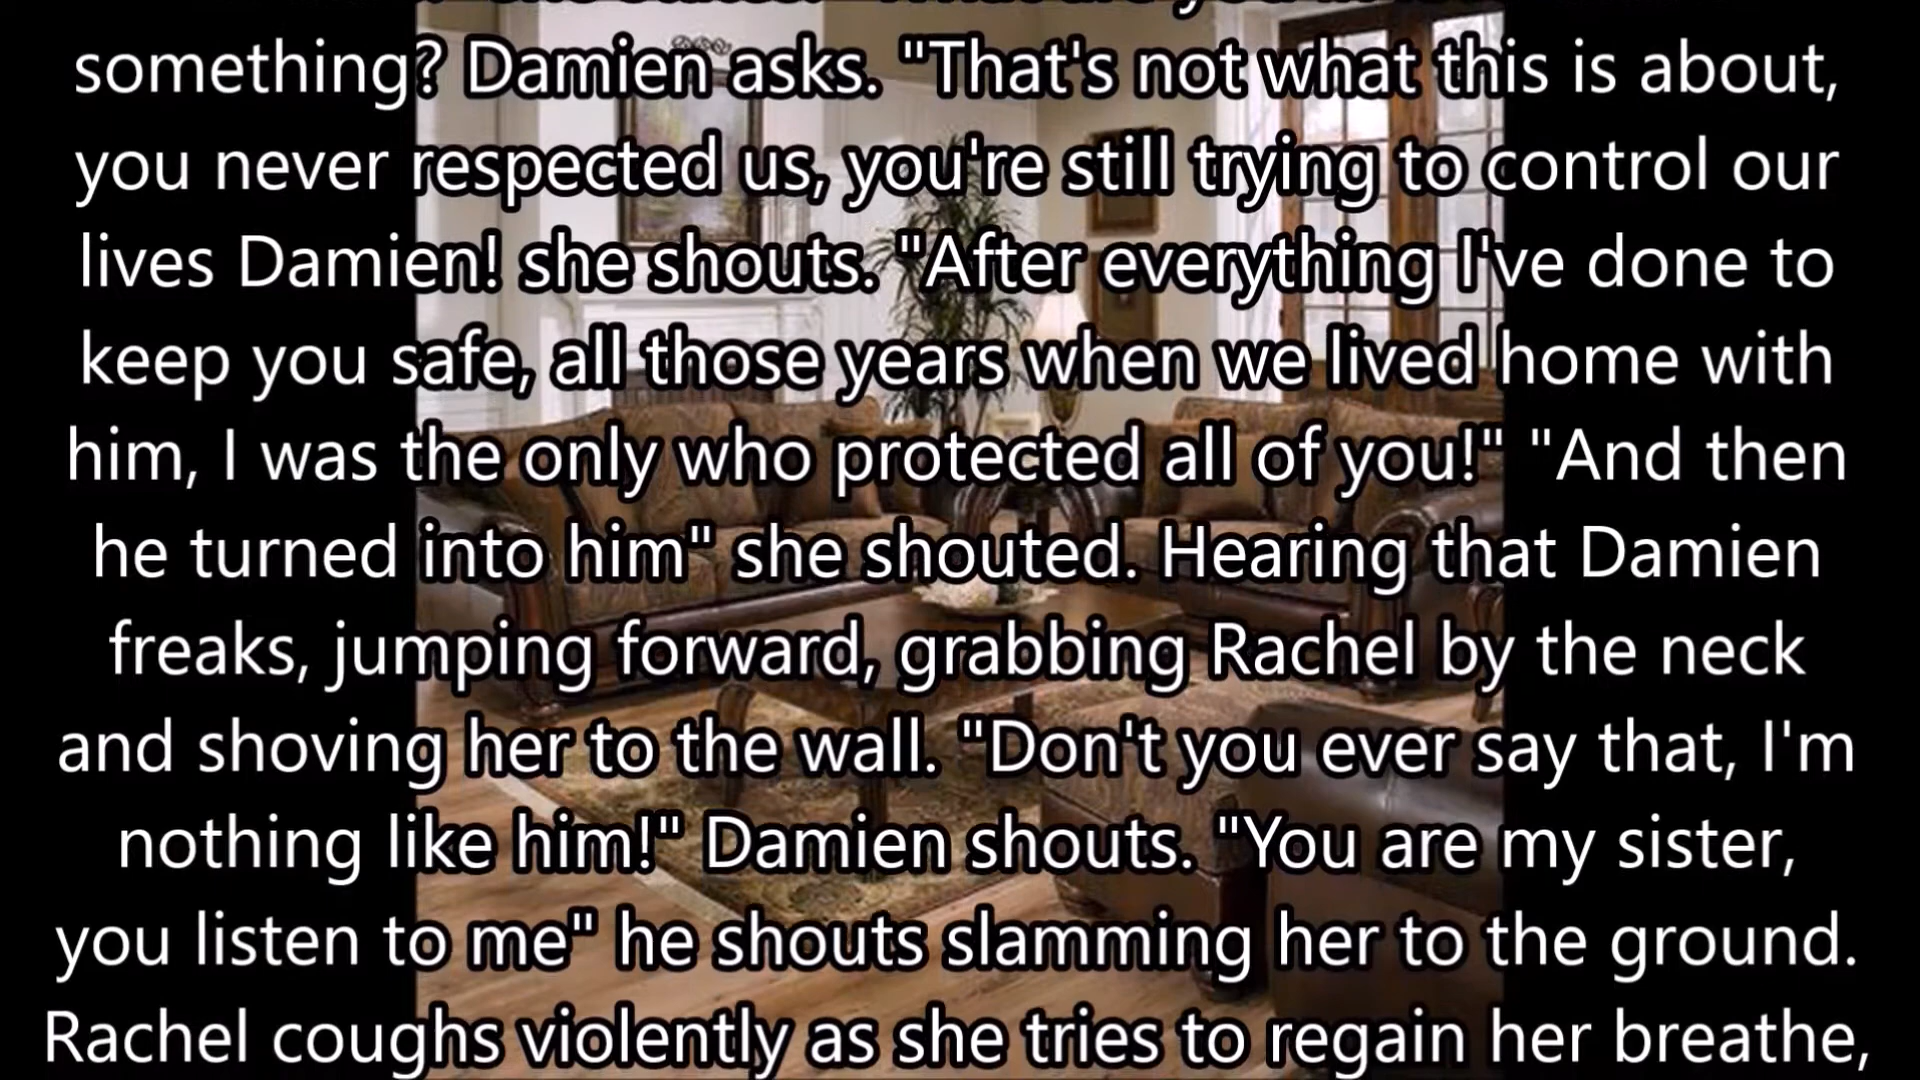 something? Damien asks. "That's not what this is about,
you never respected us, you're still trying to control our
lives Damien! she shouts. "After everything I've done to
keep you safe, all those years when we lived home with
him, I was the only who protected all of you!" "And then
he turned into him" she shouted. Hearing that Damien
freaks, jumping forward, grabbing Rachel by the neck
and shoving her to the wall. "Don't you ever say that, I'm
nothing like him!" Damien shouts. "You are my sister,
you listen to me" he shouts slamming her to the ground.
Rachel coughs violently as she tries to regain her breathe,